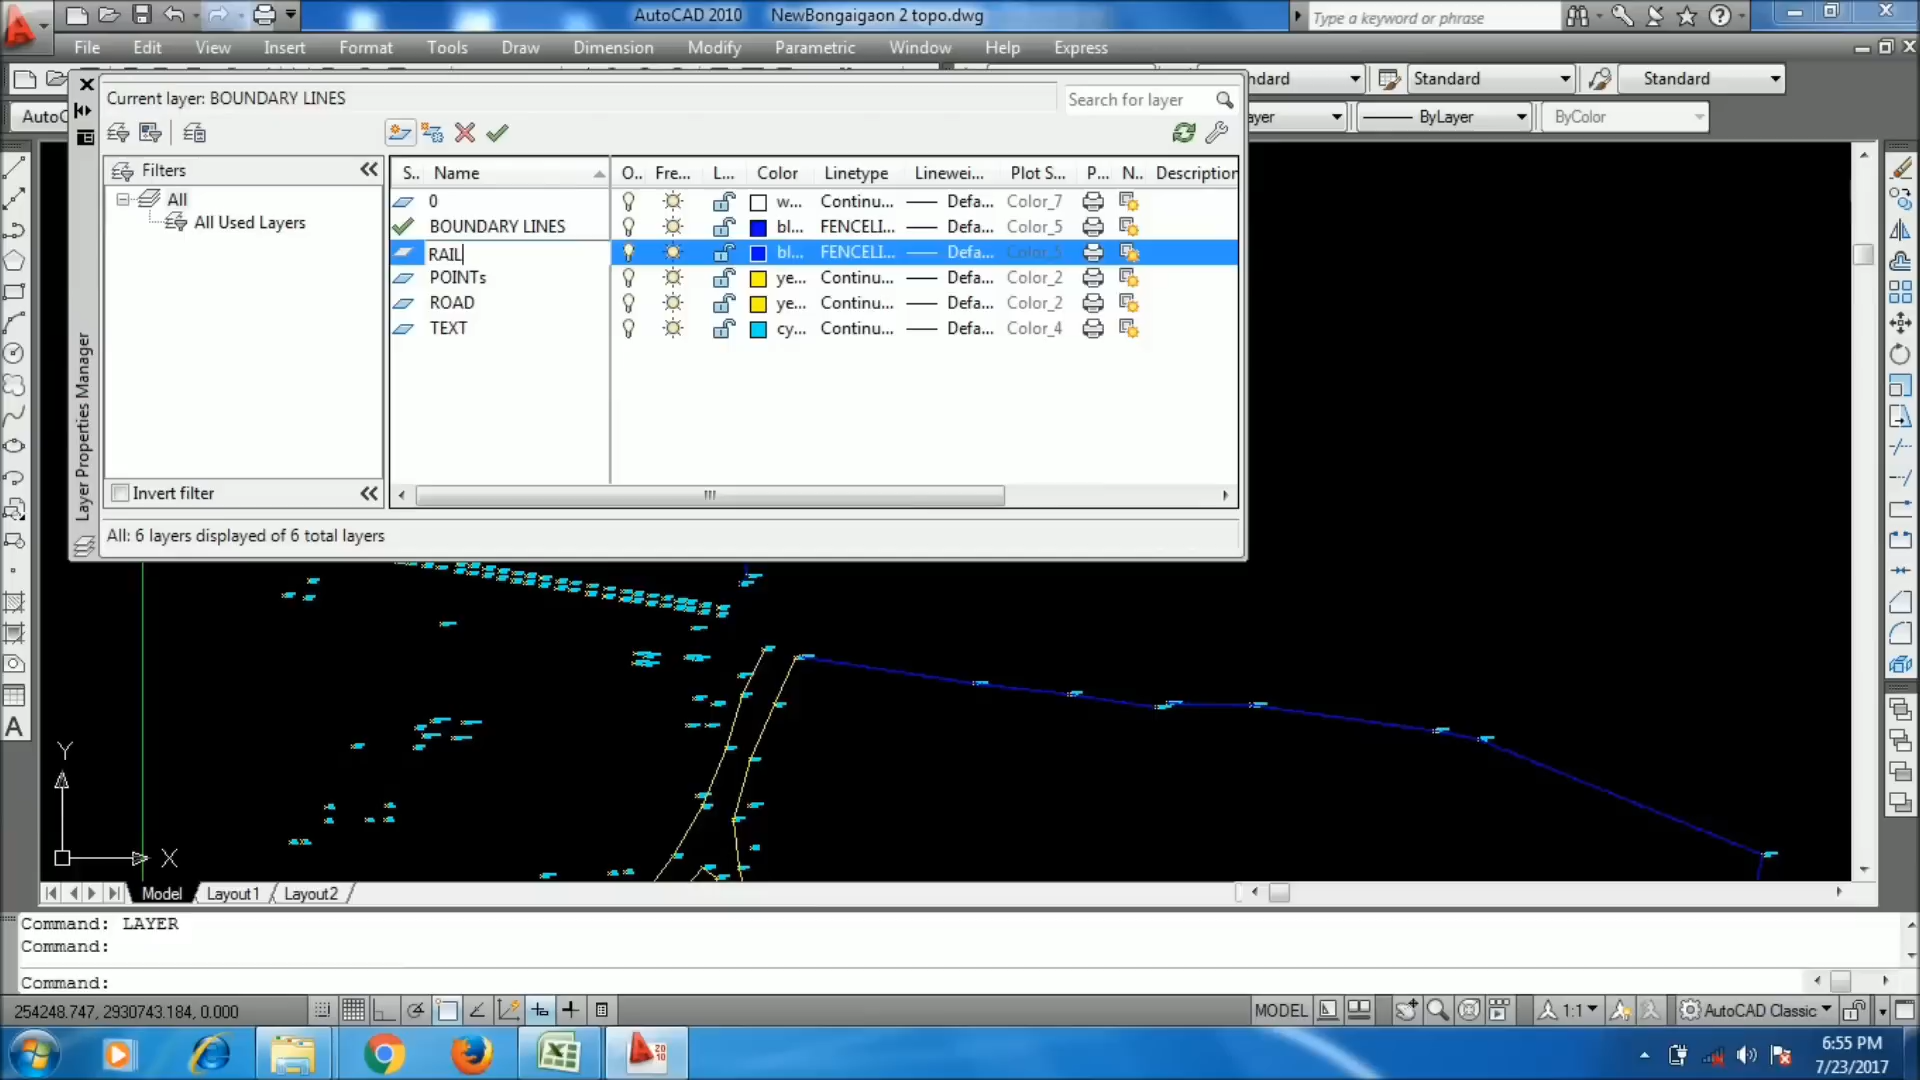 AutoCAD 2010 NewBongaigaon 2 topo.dwg
Type a keyword or phrase
File Edit View Insert Format Tools Draw Dimension Modify Parametric Window Help Express
ndard Standard Standard
AutoC
ayer ByLayer ByColor
Current layer: BOUNDARY LINES
Search for layer
Filters
All
All Used Layers
Invert filter
Layer Properties Manager
S.. Name O.. Fre... L... Color Linetype Linewei... Plot S... P... N.. Description
0 w... Continu... Defa... Color_7
BOUNDARY LINES bl... FENCELI... Defa... Color_5
RAIL bl... FENCELI... Defa... Color_5
POINTs ye... Continu... Defa... Color_2
ROAD ye... Continu... Defa... Color_2
TEXT cy... Continu... Defa... Color_4
All: 6 layers displayed of 6 total layers
A
Y
X
Model Layout1 Layout2
Command: LAYER
Command:
Command:
254248.747, 2930743.184, 0.000
MODEL 1:1 AutoCAD Classic
6:55 PM
7/23/2017